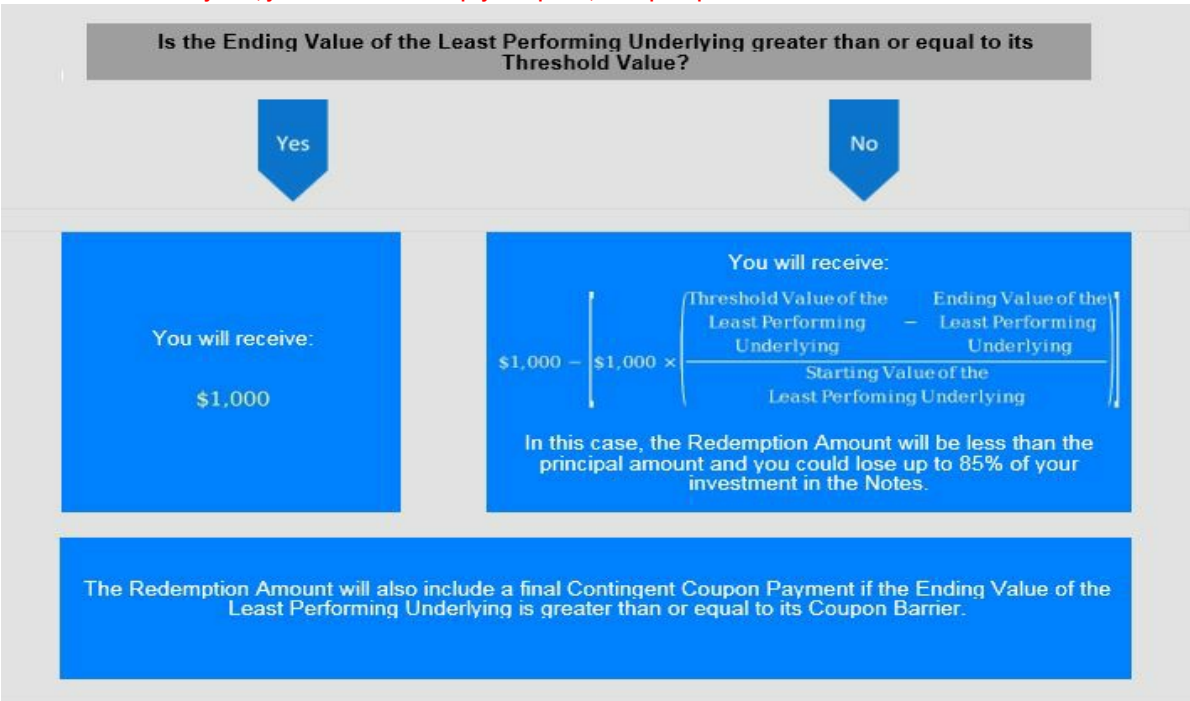 Is the Ending Value of the Least Performing Underlying greater than or equal to its
Threshold Value?
Yes
No
You will receive:
$1,000
You will receive:
$1,000 − [$1,000 × ((Threshold Value of the Least Performing Underlying − Ending Value of the Least Performing Underlying) / Starting Value of the Least Perfoming Underlying)]
In this case, the Redemption Amount will be less than the
principal amount and you could lose up to 85% of your
investment in the Notes.
The Redemption Amount will also include a final Contingent Coupon Payment if the Ending Value of the
Least Performing Underlying is greater than or equal to its Coupon Barrier.